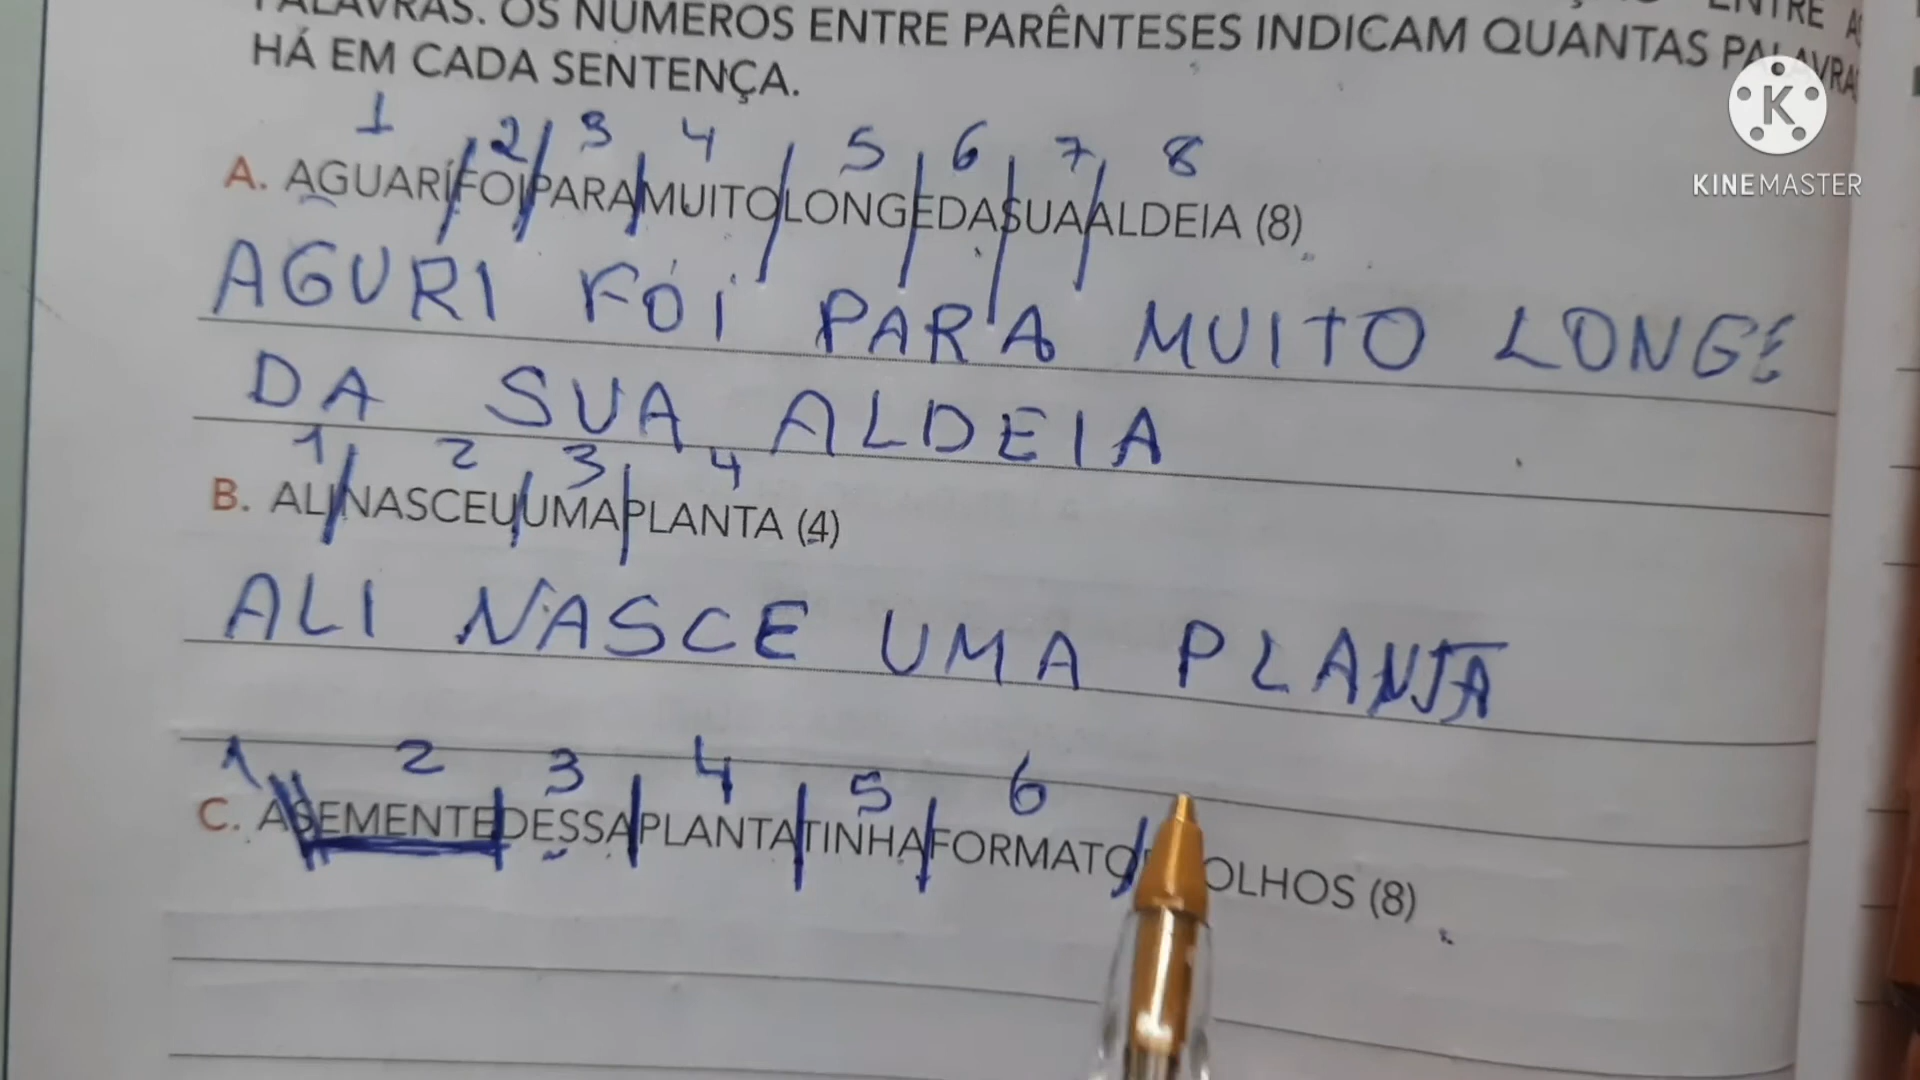 PALAVRAS. OS NÚMEROS ENTRE PARÊNTESES INDICAM QUANTAS PALAVRAS
ENTRE
HÁ EM CADA SENTENÇA.
KINEMASTER
1 2 3 4 5 6 7 8
A. AGUARÍFOIPARAMUITOLONGEDASUAALDEIA (8)
AGURI FOI PARA MUITO LONGE
DA SUA ALDEIA
1 2 3 4
B. ALINASCEUUMAPLANTA (4)
ALI NASCE UMA PLANTA
1 2 3 4 5 6
C. ASEMENTEDESSAPLANTATINHAFORMATO OLHOS (8)